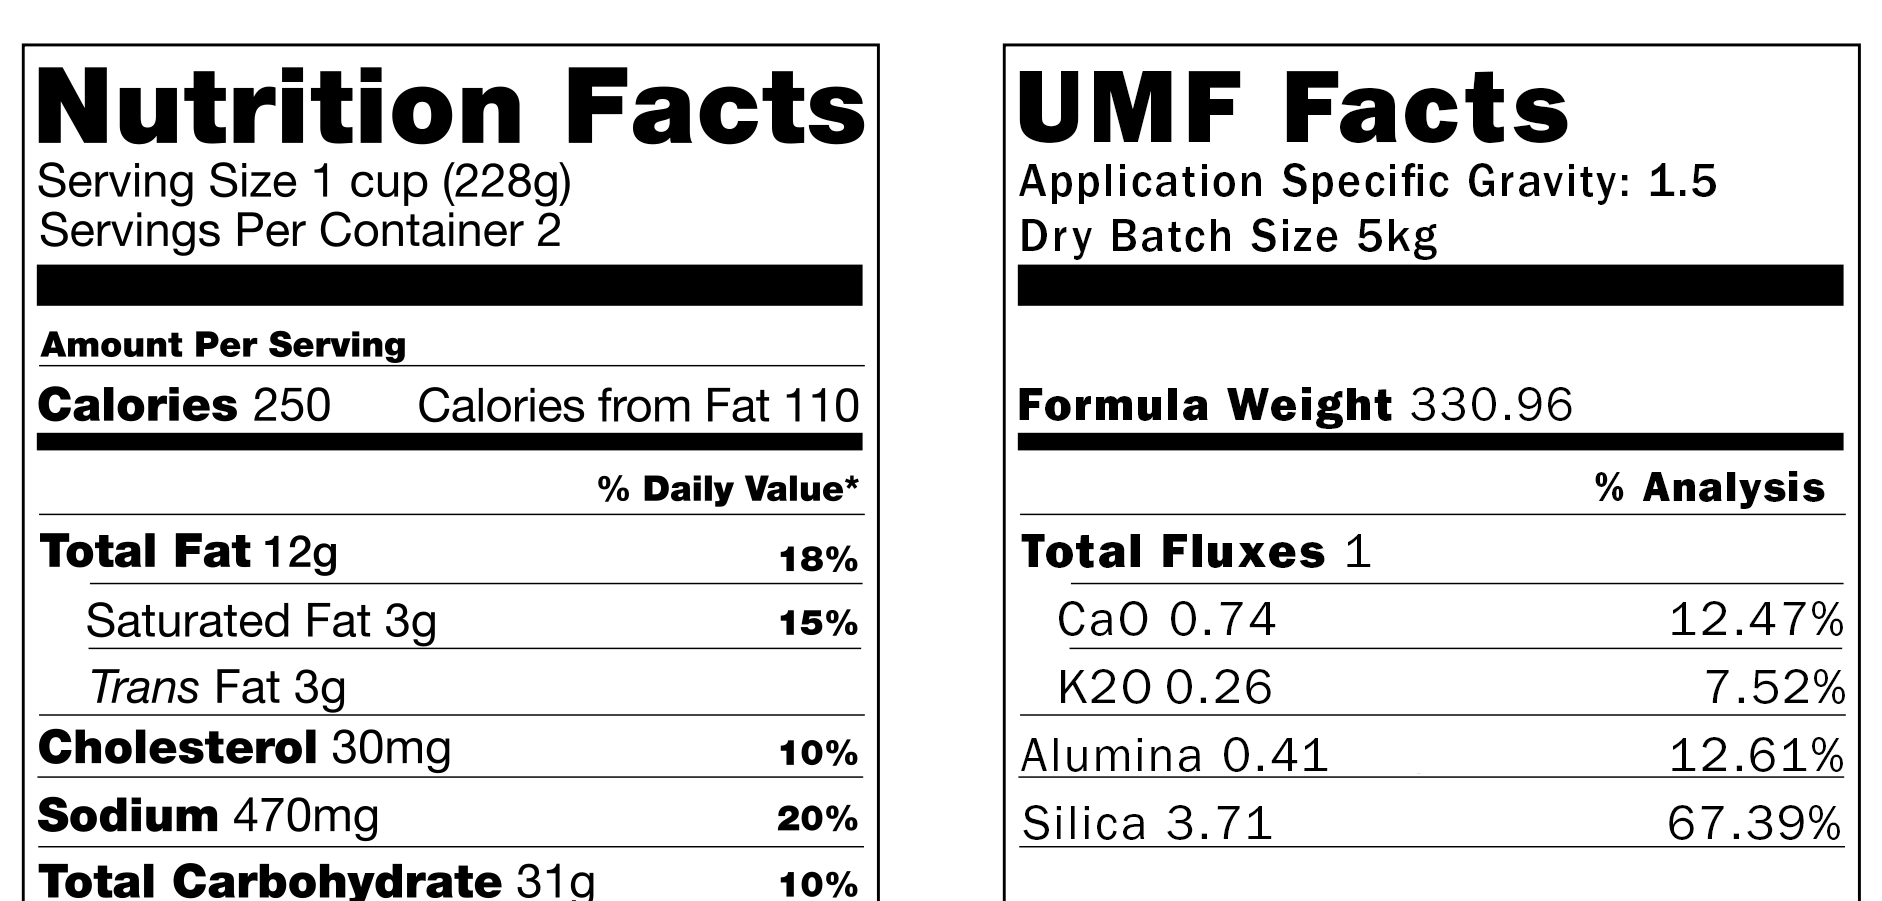 Nutrition Facts
Serving Size 1 cup (228g)
Servings Per Container 2
Amount Per Serving
Calories 250 Calories from Fat 110
% Daily Value*
Total Fat 12g 18%
Saturated Fat 3g 15%
Trans Fat 3g
Cholesterol 30mg 10%
Sodium 470mg 20%
Total Carbohydrate 31g 10%
UMF Facts
Application Specific Gravity: 1.5
Dry Batch Size 5kg
Formula Weight 330.96
% Analysis
Total Fluxes 1
CaO 0.74 12.47%
K2O 0.26 7.52%
Alumina 0.41 12.61%
Silica 3.71 67.39%